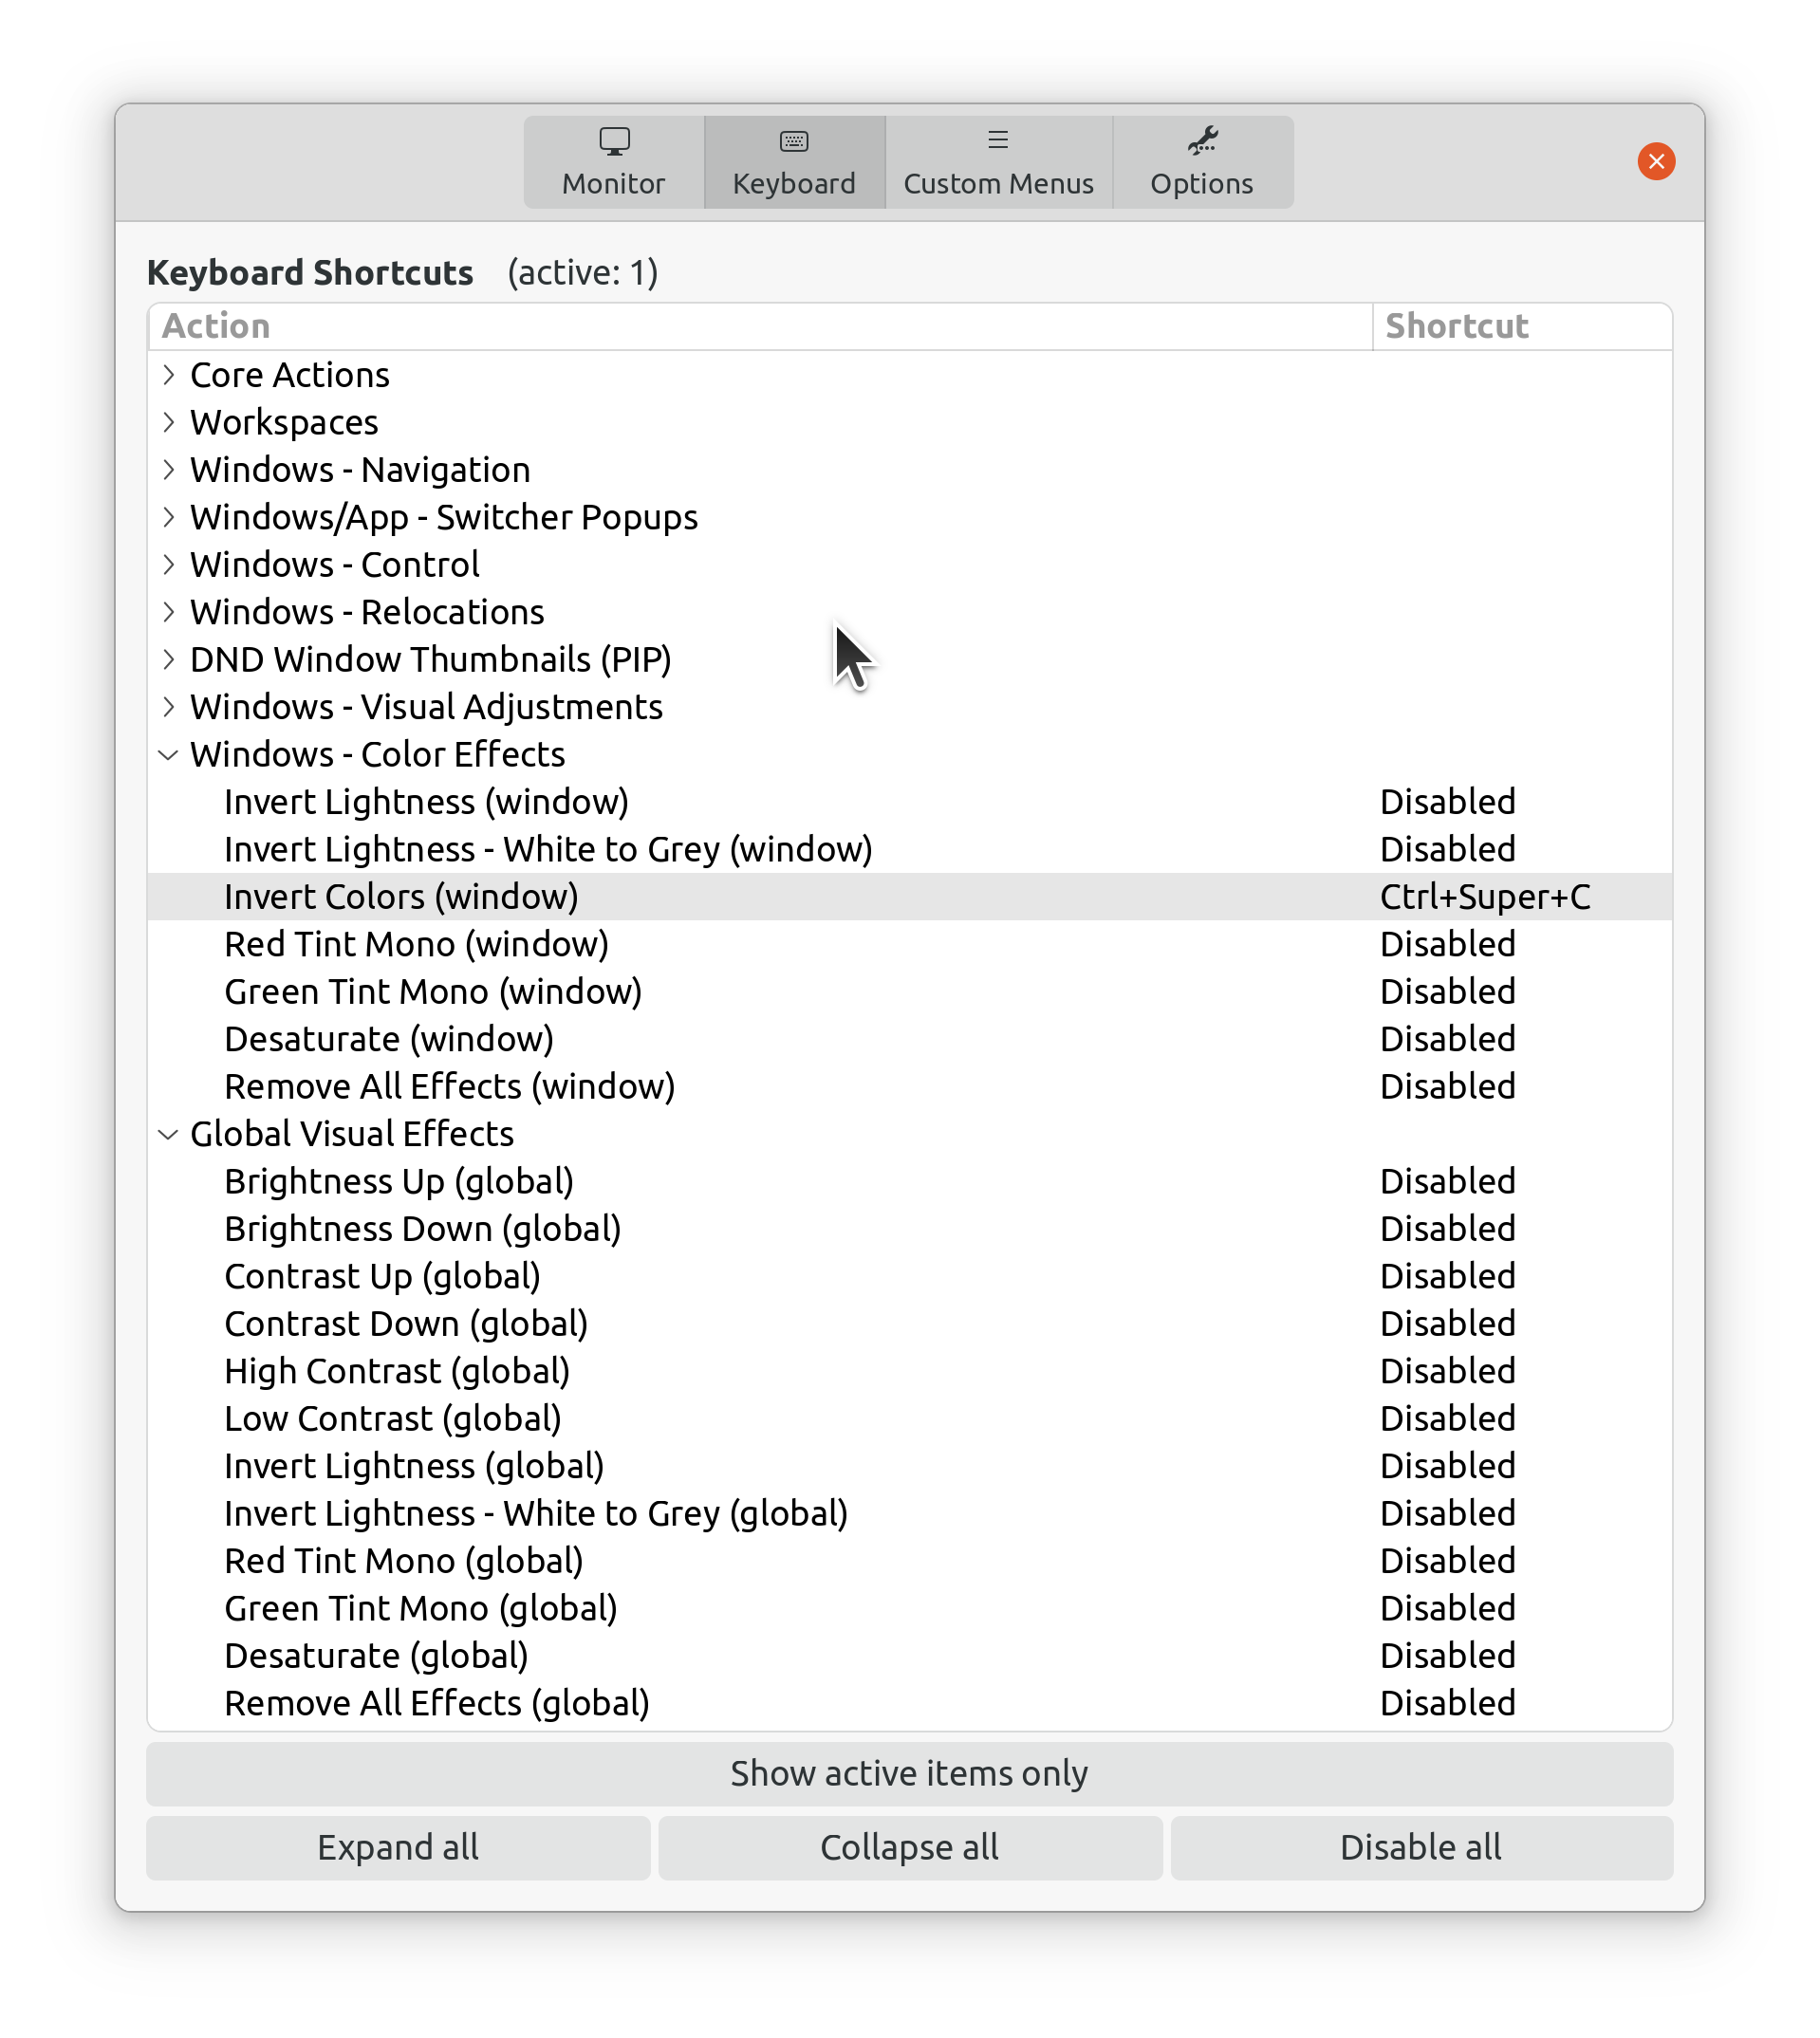 Monitor Keyboard Custom Menus Options
Keyboard Shortcuts (active: 1)
Action Shortcut
Core Actions
Workspaces
Windows - Navigation
Windows/App - Switcher Popups
Windows - Control
Windows - Relocations
DND Window Thumbnails (PIP)
Windows - Visual Adjustments
Windows - Color Effects
Invert Lightness (window) Disabled
Invert Lightness - White to Grey (window) Disabled
Invert Colors (window) Ctrl+Super+C
Red Tint Mono (window) Disabled
Green Tint Mono (window) Disabled
Desaturate (window) Disabled
Remove All Effects (window) Disabled
Global Visual Effects
Brightness Up (global) Disabled
Brightness Down (global) Disabled
Contrast Up (global) Disabled
Contrast Down (global) Disabled
High Contrast (global) Disabled
Low Contrast (global) Disabled
Invert Lightness (global) Disabled
Invert Lightness - White to Grey (global) Disabled
Red Tint Mono (global) Disabled
Green Tint Mono (global) Disabled
Desaturate (global) Disabled
Remove All Effects (global) Disabled
Show active items only
Expand all Collapse all Disable all